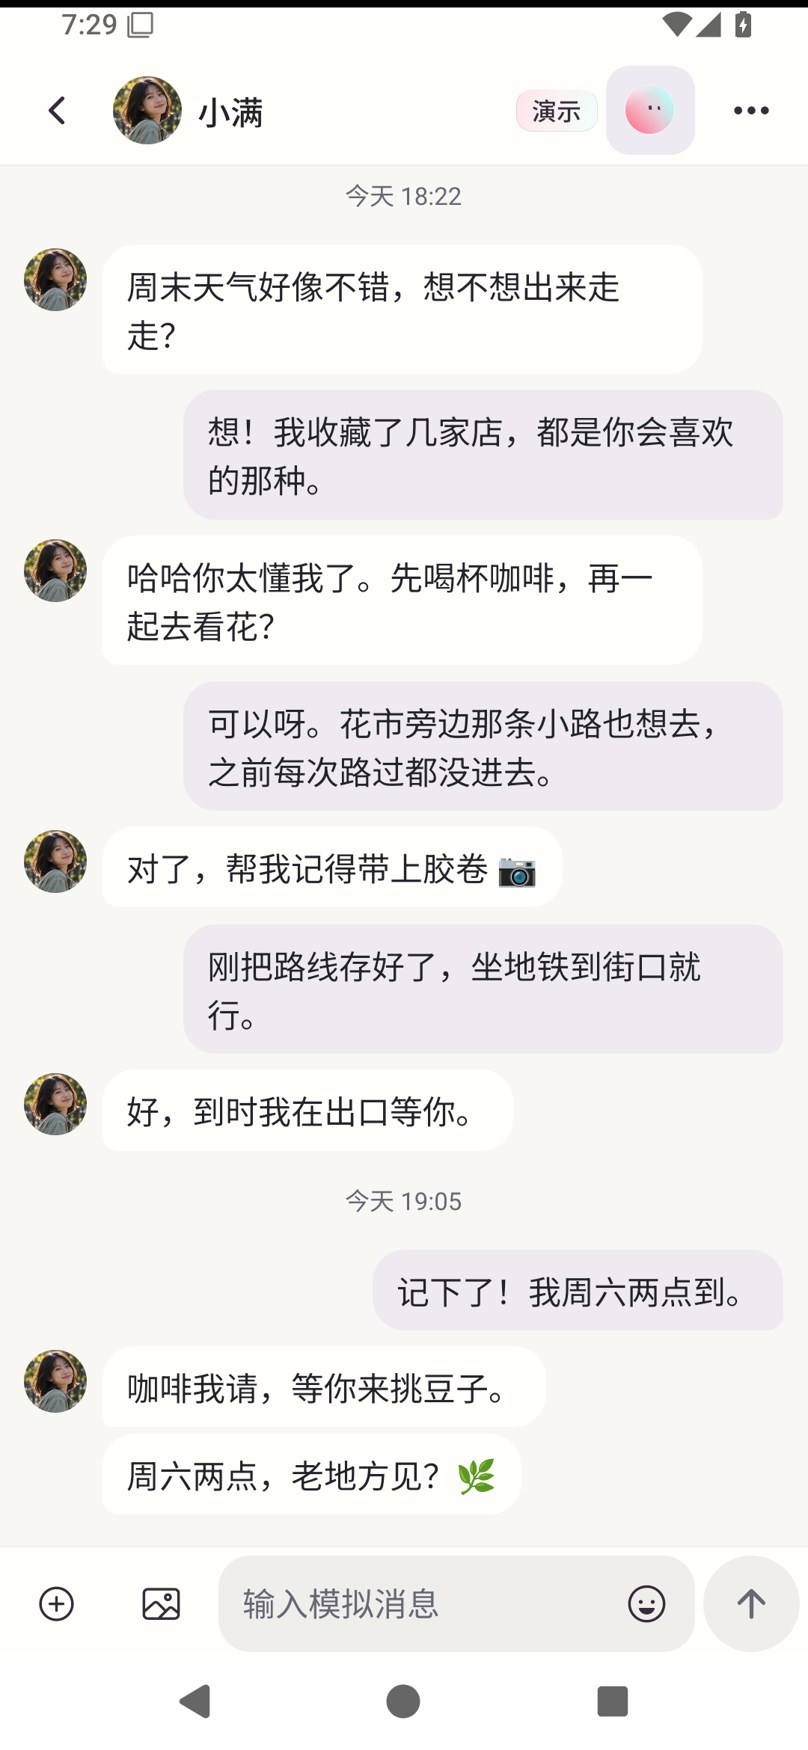 7:29
小满
演示
今天 18:22
周末天气好像不错，想不想出来走
走？
想！我收藏了几家店，都是你会喜欢
的那种。
哈哈你太懂我了。先喝杯咖啡，再一
起去看花？
可以呀。花市旁边那条小路也想去，
之前每次路过都没进去。
对了，帮我记得带上胶卷 📷
刚把路线存好了，坐地铁到街口就
行。
好，到时我在出口等你。
今天 19:05
记下了！我周六两点到。
咖啡我请，等你来挑豆子。
周六两点，老地方见？🌿
输入模拟消息